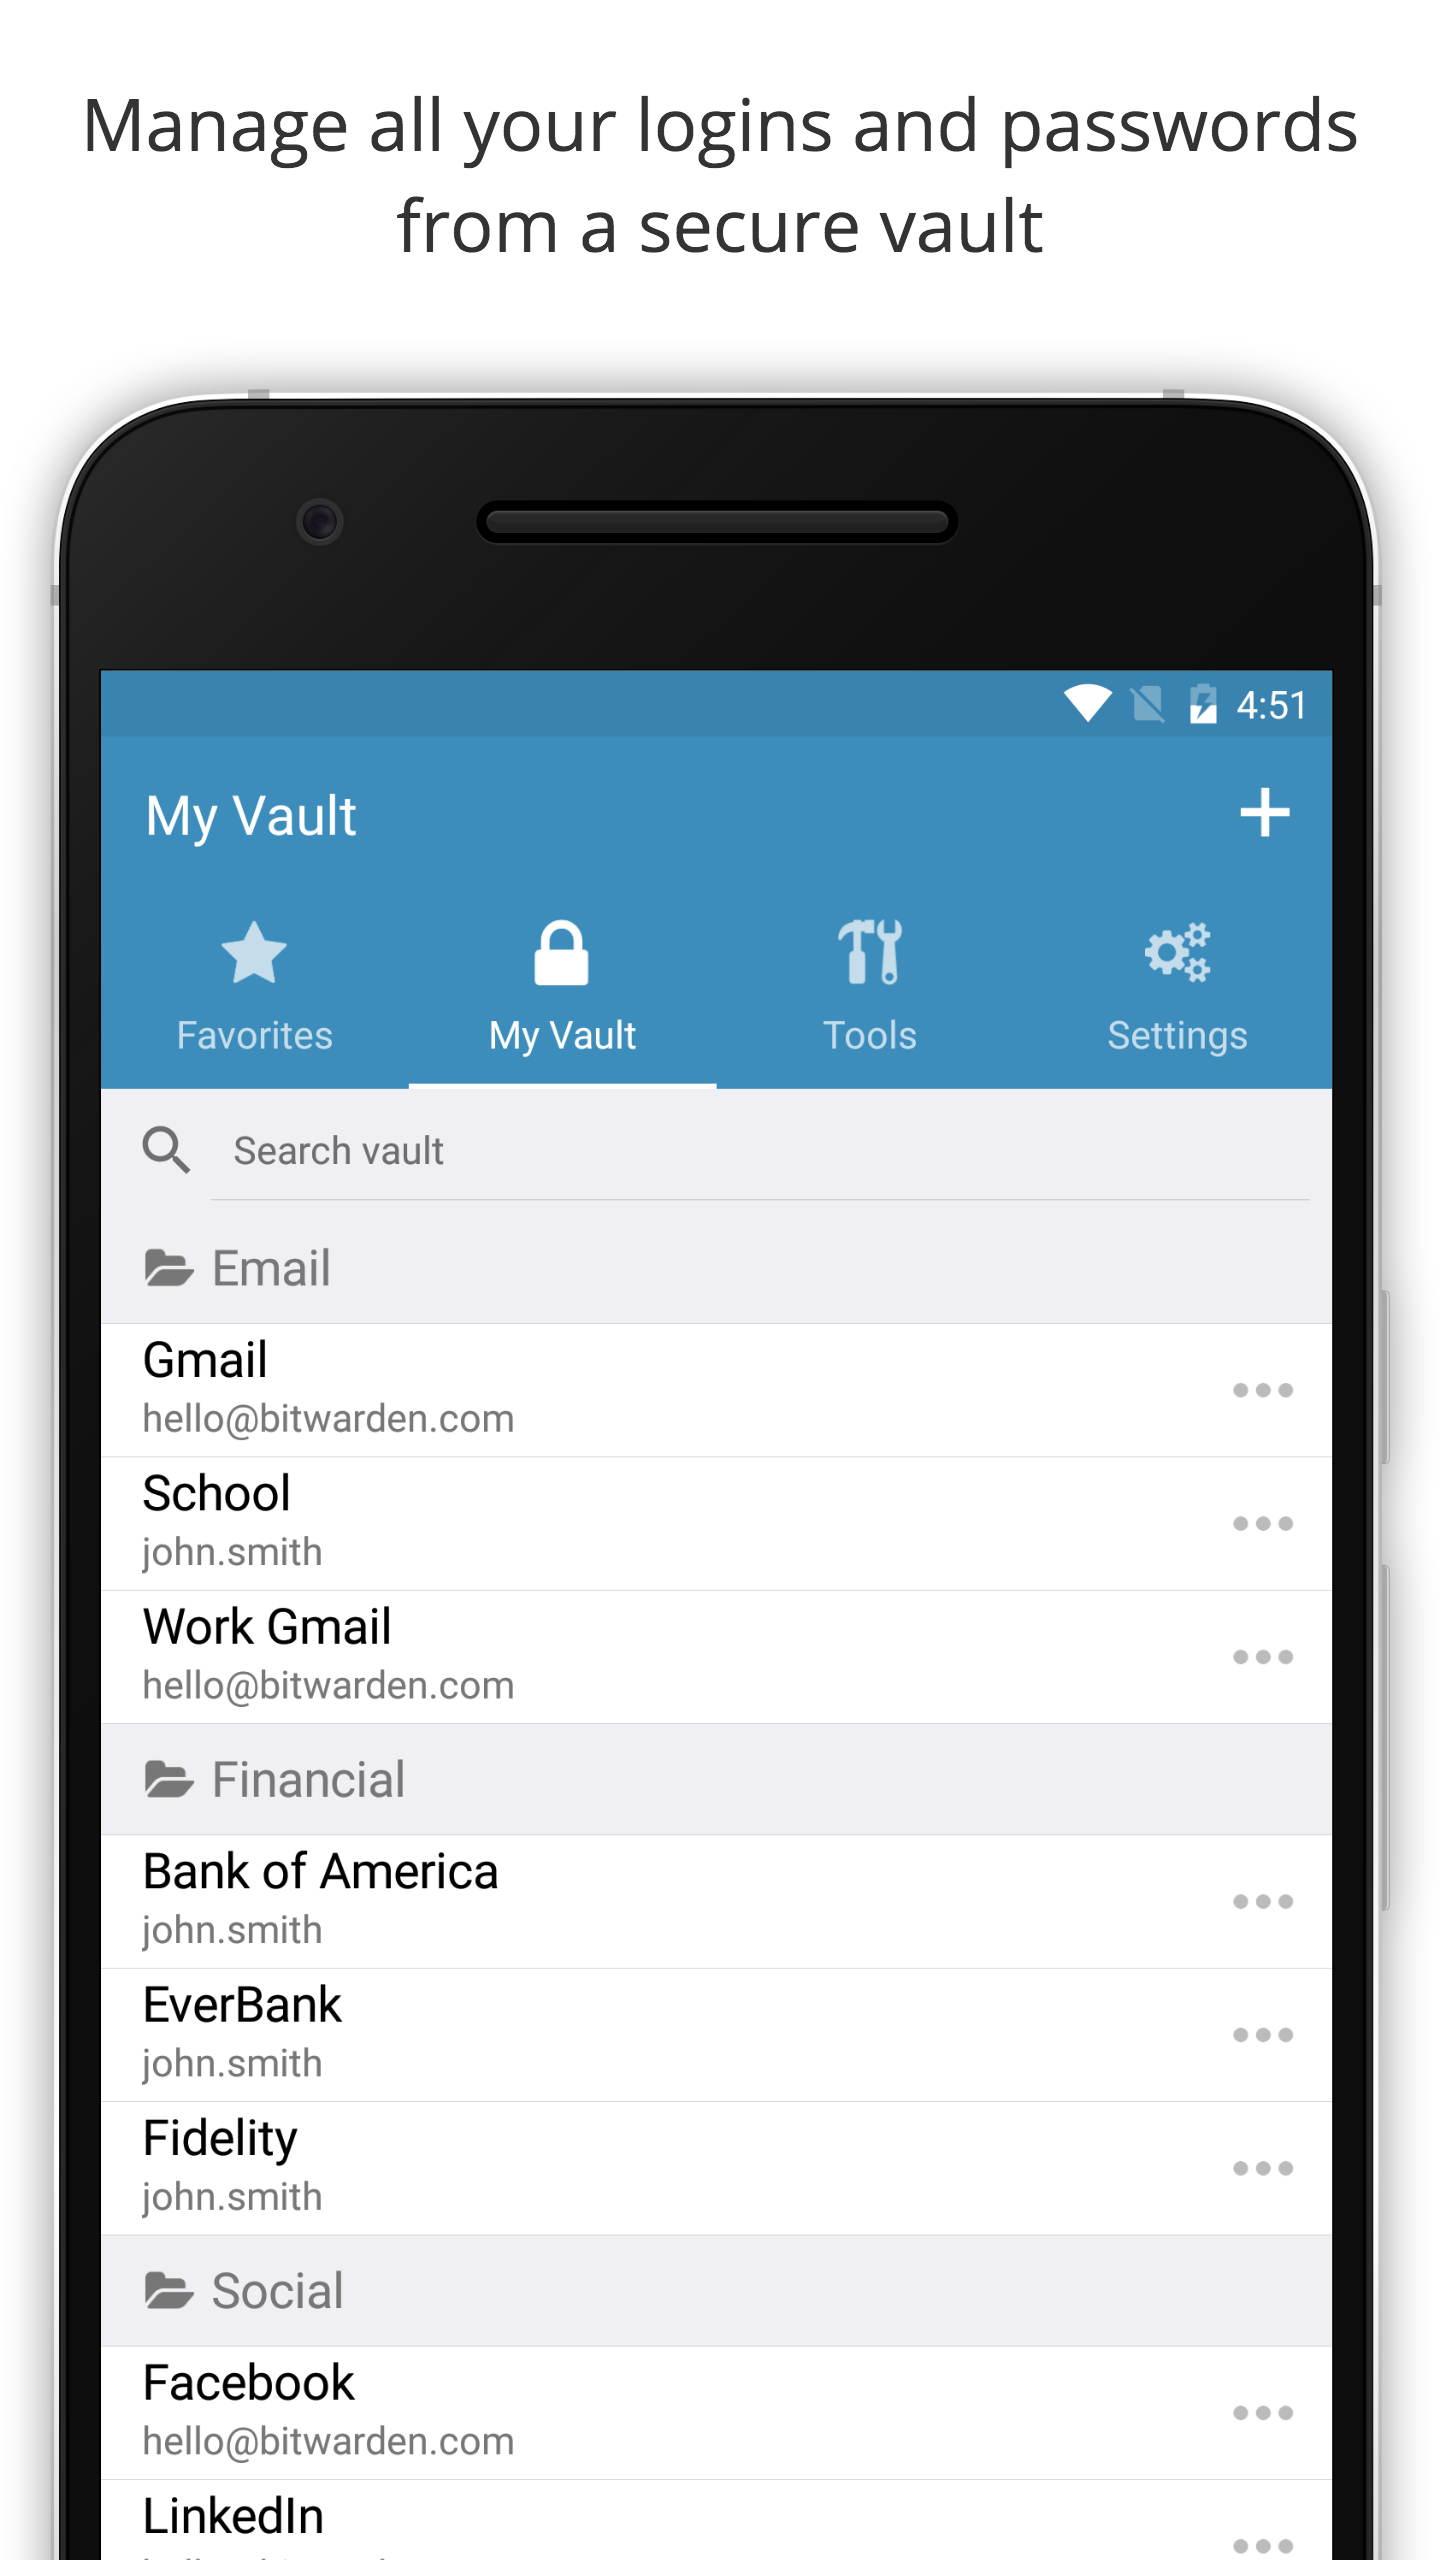 Manage all your logins and passwords
from a secure vault
4:51
My Vault
Favorites
My Vault
Tools
Settings
Search vault
Email
Gmail
hello@bitwarden.com
School
john.smith
Work Gmail
hello@bitwarden.com
Financial
Bank of America
john.smith
EverBank
john.smith
Fidelity
john.smith
Social
Facebook
hello@bitwarden.com
LinkedIn